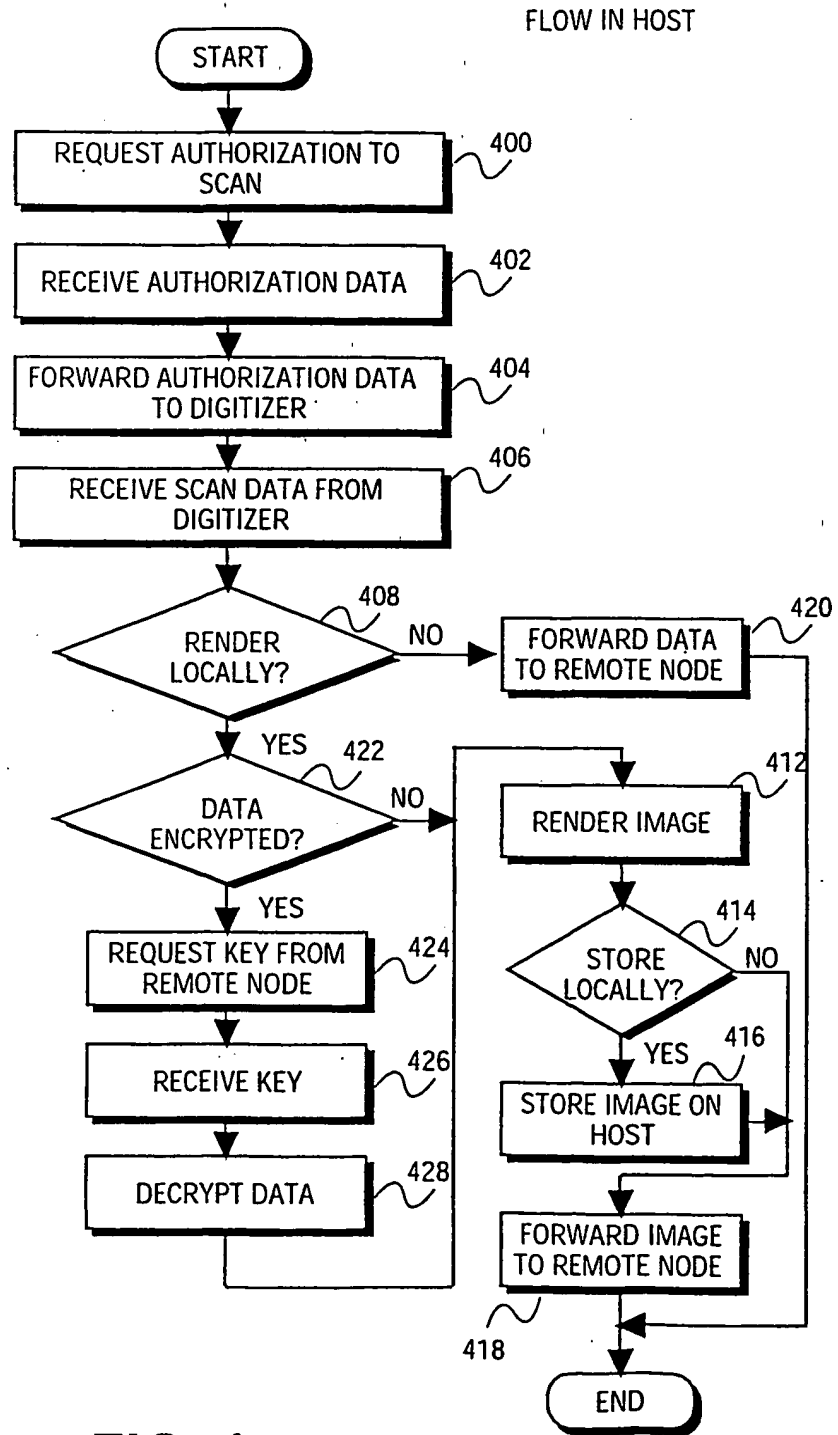 FLOW IN HOST
START
REQUEST AUTHORIZATION TO
SCAN
400
RECEIVE AUTHORIZATION DATA
402
FORWARD AUTHORIZATION DATA
TO DIGITIZER
404
RECEIVE SCAN DATA FROM
DIGITIZER
406
RENDER
LOCALLY?
408
NO
FORWARD DATA
TO REMOTE NODE
420
YES
DATA
ENCRYPTED?
422
NO
RENDER IMAGE
412
YES
REQUEST KEY FROM
REMOTE NODE
424
STORE
LOCALLY?
414
NO
YES
RECEIVE KEY
426
STORE IMAGE ON
HOST
416
DECRYPT DATA
428
FORWARD IMAGE
TO REMOTE NODE
418
END